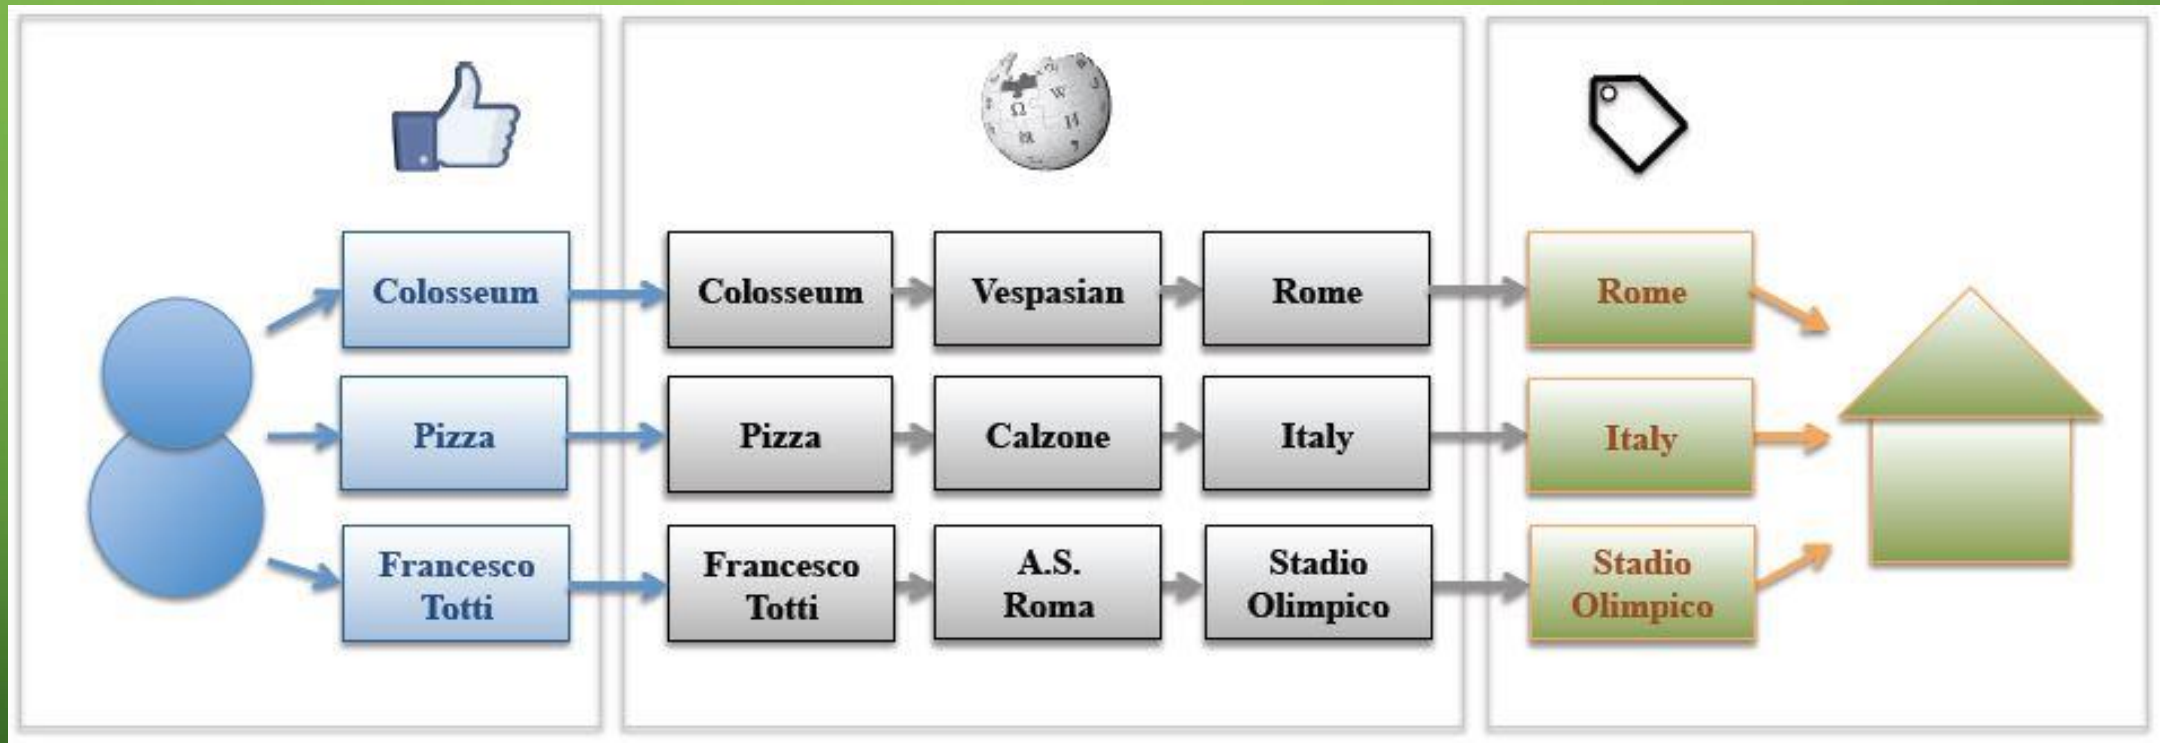 Colosseum
Colosseum
Vespasian
Rome
Rome
Pizza
Pizza
Calzone
Italy
Italy
Francesco
Totti
Francesco
Totti
A.S.
Roma
Stadio
Olimpico
Stadio
Olimpico